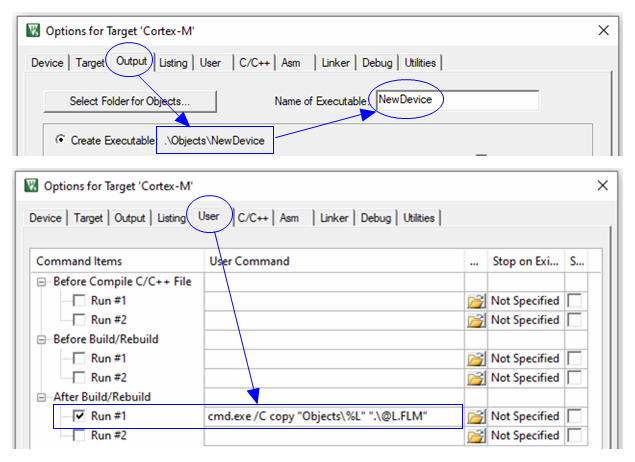 Options for Target 'Cortex-M'
Device Target Output Listing User C/C++ Asm Linker Debug Utilities
Select Folder for Objects... Name of Executable: NewDevice
Create Executable: .\Objects\NewDevice
Options for Target 'Cortex-M'
Device Target Output Listing User C/C++ Asm Linker Debug Utilities
Command Items User Command ... Stop on Exi... S...
Before Compile C/C++ File
Run #1 Not Specified
Run #2 Not Specified
Before Build/Rebuild
Run #1 Not Specified
Run #2 Not Specified
After Build/Rebuild
Run #1 cmd.exe /C copy "Objects\%L" ".\@L.FLM" Not Specified
Run #2 Not Specified